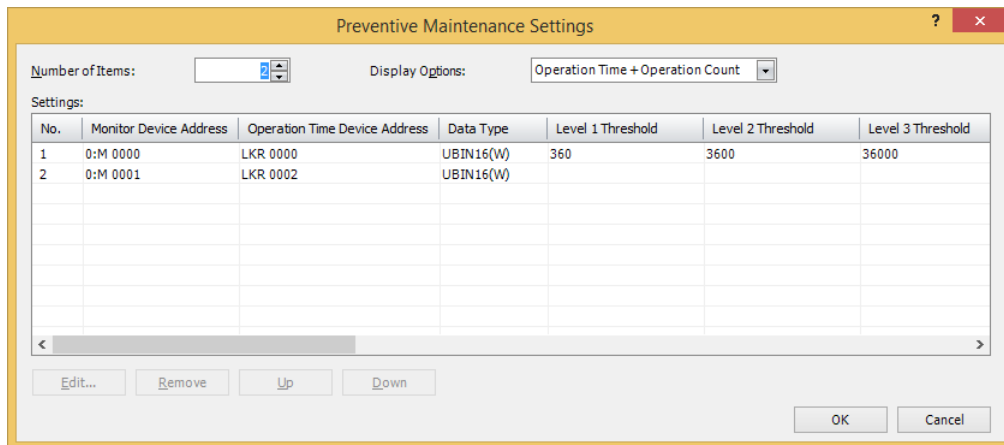 Preventive Maintenance Settings ? ×
Number of Items: 2 Display Options: Operation Time + Operation Count
Settings:
No. Monitor Device Address Operation Time Device Address Data Type Level 1 Threshold Level 2 Threshold Level 3 Threshold
1 0:M 0000 LKR 0000 UBIN16(W) 360 3600 36000
2 0:M 0001 LKR 0002 UBIN16(W)
Edit... Remove Up Down
OK Cancel